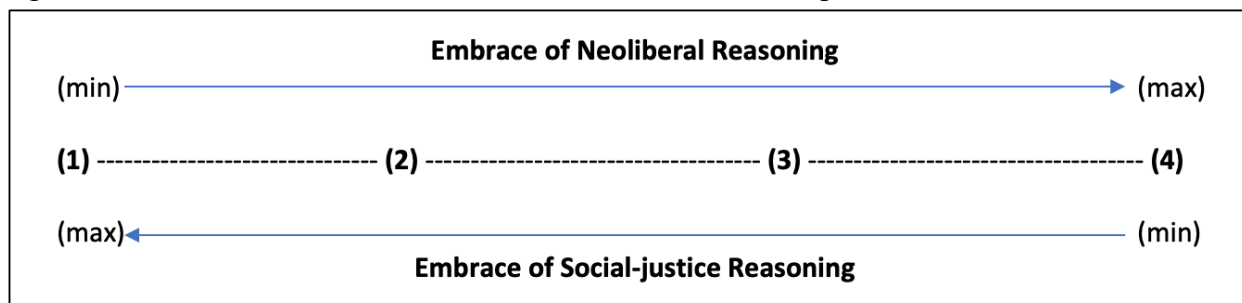 Embrace of Neoliberal Reasoning
(min) (max)
(1) ------------------------------- (2) ------------------------------------- (3) ------------------------------------- (4)
(max) (min)
Embrace of Social-justice Reasoning